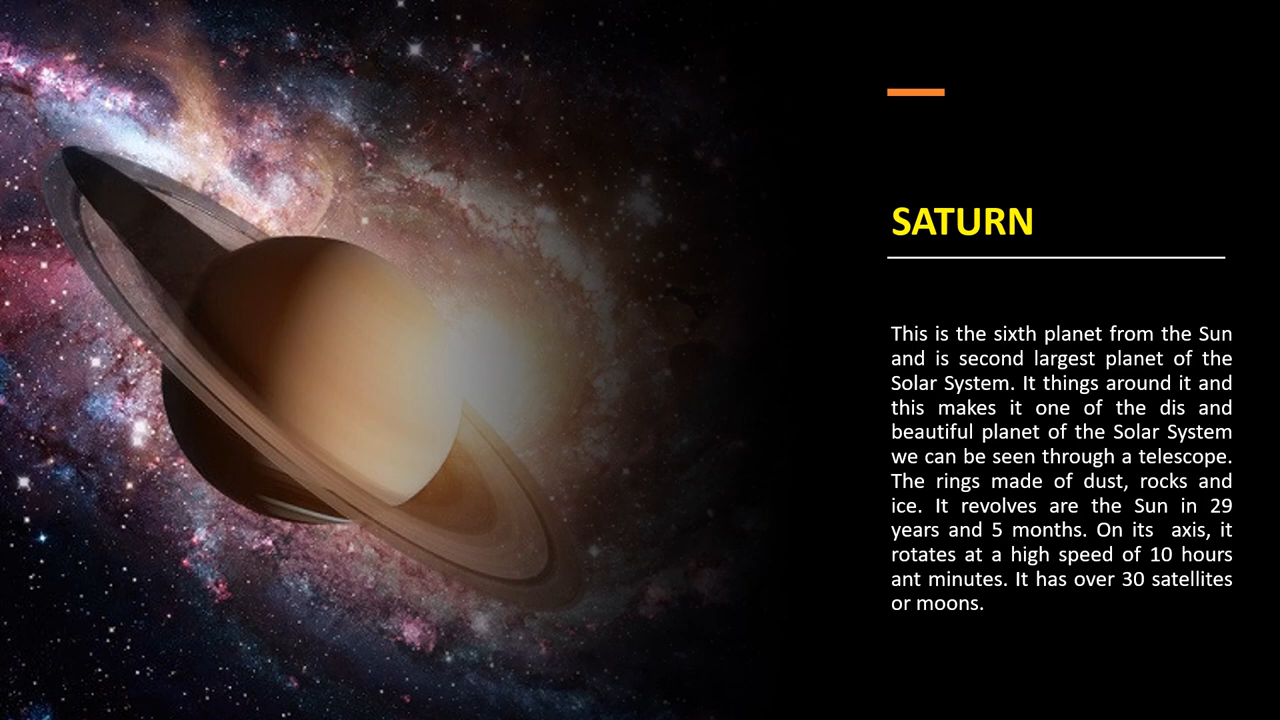 SATURN
This is the sixth planet from the Sun
and is second largest planet of the
Solar System. It things around it and
this makes it one of the dis and
beautiful planet of the Solar System
we can be seen through a telescope.
The rings made of dust, rocks and
ice. It revolves are the Sun in 29
years and 5 months. On its axis, it
rotates at a high speed of 10 hours
ant minutes. It has over 30 satellites
or moons.